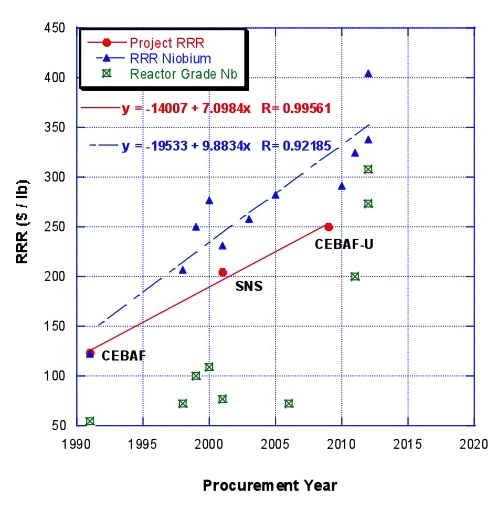 450
400
350
300
250
200
150
100
50
RRR ($ / lb)
Project RRR
RRR Niobium
Reactor Grade Nb
y = -14007 + 7.0984x R= 0.99561
y = -19533 + 9.8834x R= 0.92185
CEBAF-U
SNS
CEBAF
1990 1995 2000 2005 2010 2015 2020
Procurement Year